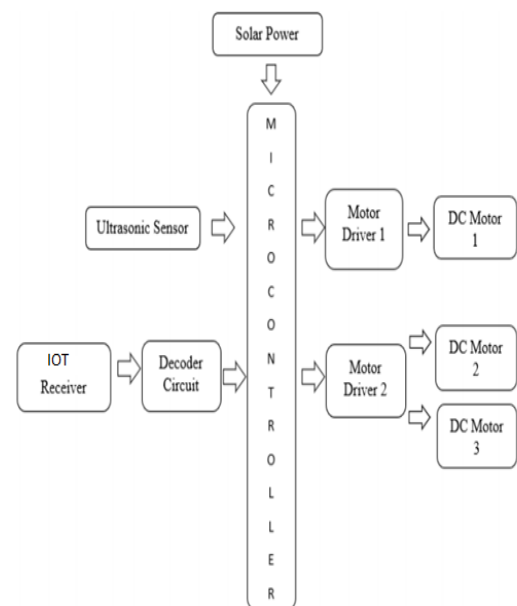 Solar Power
M
I
C
R
O
C
O
N
T
R
O
L
L
E
R
Ultrasonic Sensor
Motor
Driver 1
DC Motor
1
IOT
Receiver
Decoder
Circuit
Motor
Driver 2
DC Motor
2
DC Motor
3